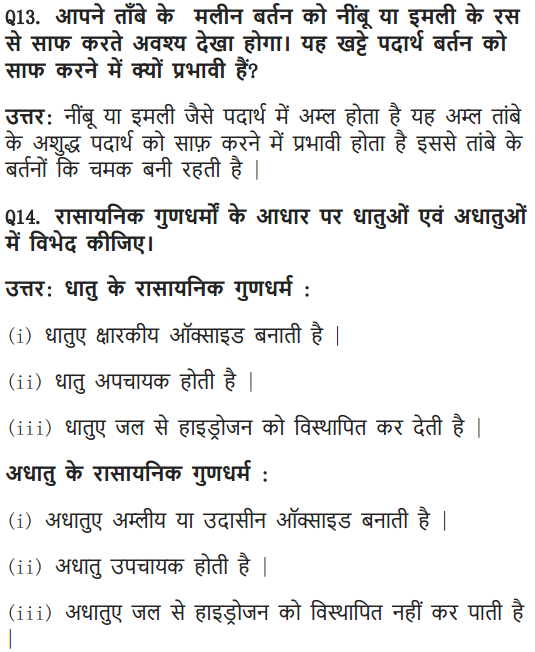 Q13. आपने ताँबे के मलीन बर्तन को नींबू या इमली के रस
से साफ करते अवश्य देखा होगा। यह खट्टे पदार्थ बर्तन को
साफ करने में क्यों प्रभावी हैं?
उत्तर: नींबू या इमली जैसे पदार्थ में अम्ल होता है यह अम्ल तांबे
के अशुद्ध पदार्थ को साफ़ करने में प्रभावी होता है इससे तांबे के
बर्तनों कि चमक बनी रहती है |
Q14. रासायनिक गुणधर्मों के आधार पर धातुओं एवं अधातुओं
में विभेद कीजिए।
उत्तर: धातु के रासायनिक गुणधर्म :
(i) धातुए क्षारकीय ऑक्साइड बनाती है |
(ii) धातु अपचायक होती है |
(iii) धातुए जल से हाइड्रोजन को विस्थापित कर देती है |
अधातु के रासायनिक गुणधर्म :
(i) अधातुए अम्लीय या उदासीन ऑक्साइड बनाती है |
(ii) अधातु उपचायक होती है |
(iii) अधातुए जल से हाइड्रोजन को विस्थापित नहीं कर पाती है
|